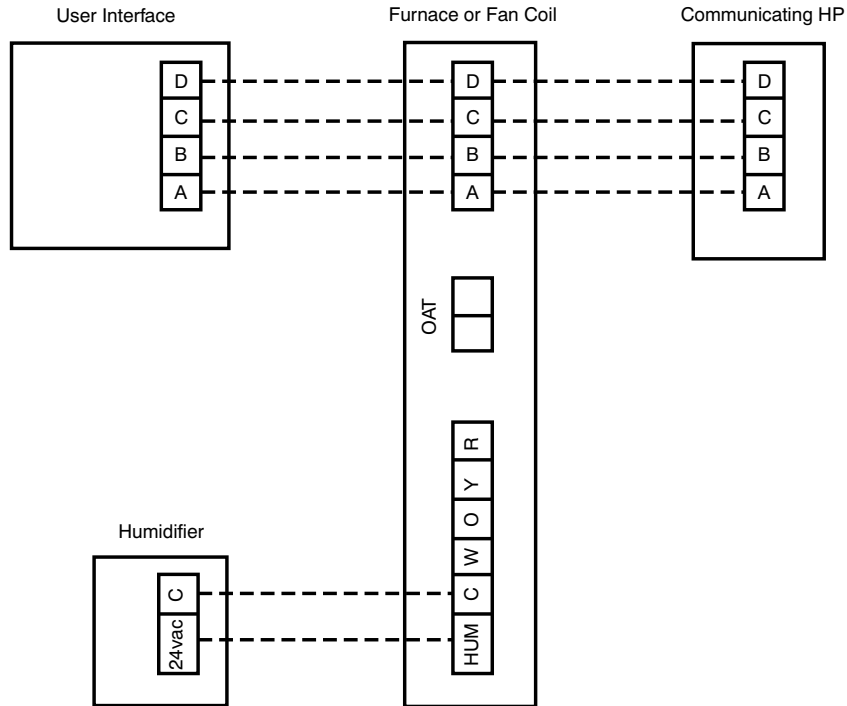 User Interface
Furnace or Fan Coil
Communicating HP
D
D
D
C
C
C
B
B
B
A
A
A
OAT
R
Y
O
W
C
HUM
Humidifier
C
24vac